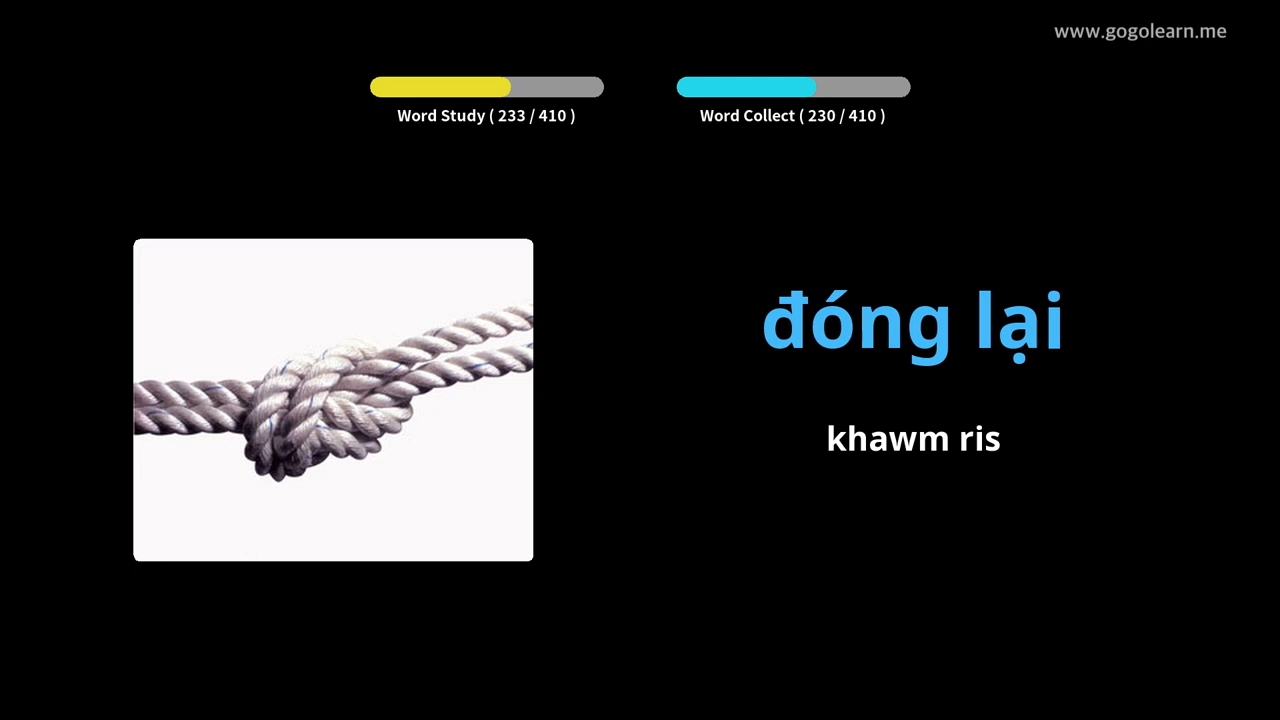 www.gogolearn.me
Word Study ( 233 / 410 )
Word Collect ( 230 / 410 )
đóng lại
khawm ris